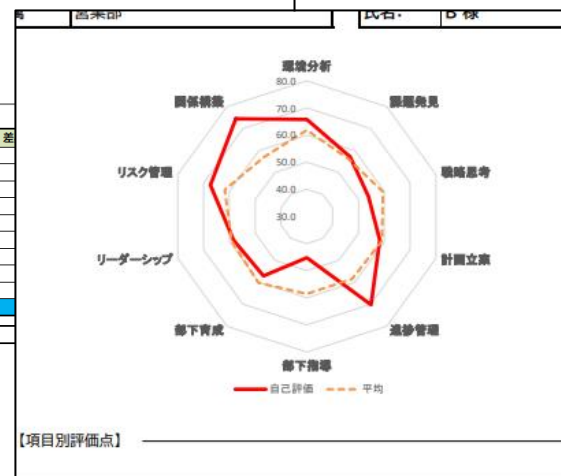 営業部
氏名: B 様
差
環境分析
80.0
70.0
60.0
50.0
40.0
30.0
課題発見
戦略思考
計画立案
進捗管理
部下指導
部下育成
リーダーシップ
リスク管理
関係構築
自己評価 平均
【項目別評価点】